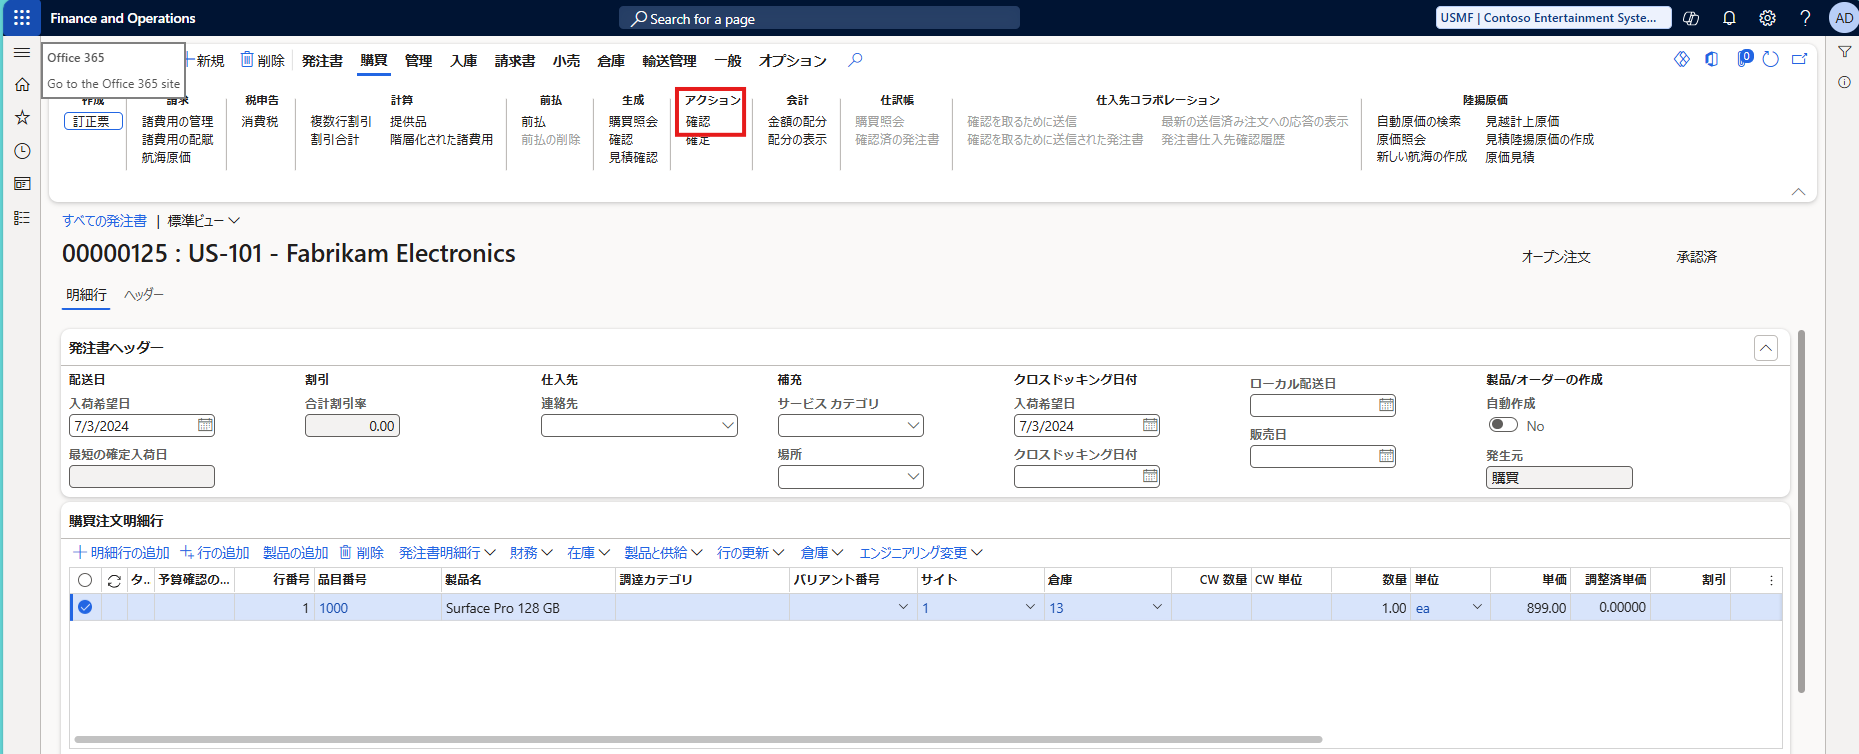 Finance and Operations
Search for a page
USMF | Contoso Entertainment Syste...
AD
Office 365
Go to the Office 365 site
新規
削除
発注書
購買
管理
入庫
請求書
小売
倉庫
輸送管理
一般
オプション
0
作成
訂正票
請求
諸費用の管理
諸費用の配賦
航海原価
税申告
消費税
計算
複数行割引
割引合計
提供品
階層化された諸費用
前払
前払
前払の削除
生成
購買照会
確認
見積確認
アクション
確認
確定
会計
金額の配分
配分の表示
仕訳帳
購買照会
確認済の発注書
仕入先コラボレーション
確認を取るために送信
確認を取るために送信された発注書
最新の送信済み注文への応答の表示
発注書仕入先確認履歴
陸揚原価
自動原価の検索
原価照会
新しい航海の作成
見越計上原価
見積陸揚原価の作成
原価見積
すべての発注書 | 標準ビュー
00000125 : US-101 - Fabrikam Electronics
オープン注文
承認済
明細行
ヘッダー
発注書ヘッダー
配送日
入荷希望日
7/3/2024
最短の確定入荷日
割引
合計割引率
0.00
仕入先
連絡先
補充
サービス カテゴリ
場所
クロスドッキング日付
入荷希望日
7/3/2024
クロスドッキング日付
ローカル配送日
販売日
製品/オーダーの作成
自動作成
No
発生元
購買
購買注文明細行
明細行の追加
行の追加
製品の追加
削除
発注書明細行
財務
在庫
製品と供給
行の更新
倉庫
エンジニアリング変更
タ..
予算確認の...
行番号
品目番号
製品名
調達カテゴリ
バリアント番号
サイト
倉庫
CW 数量
CW 単位
数量
単位
単価
調整済単価
割引
1
1000
Surface Pro 128 GB
1
13
1.00
ea
899.00
0.00000